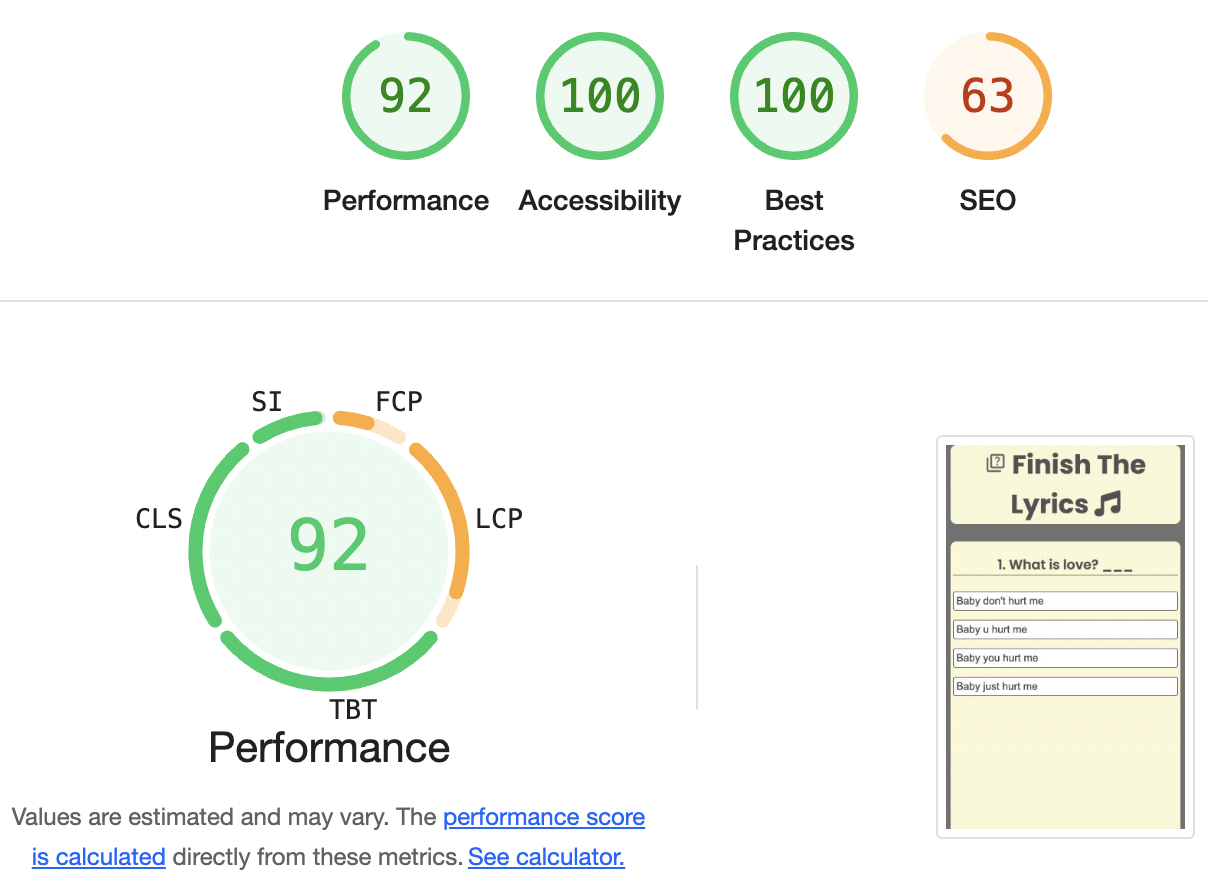 92
100
100
63
Performance
Accessibility
Best
Practices
SEO
SI
FCP
CLS
92
LCP
TBT
Performance
Values are estimated and may vary. The performance score
is calculated directly from these metrics. See calculator.
? Finish The
Lyrics
1. What is love? _ _ _
Baby don't hurt me
Baby u hurt me
Baby you hurt me
Baby just hurt me